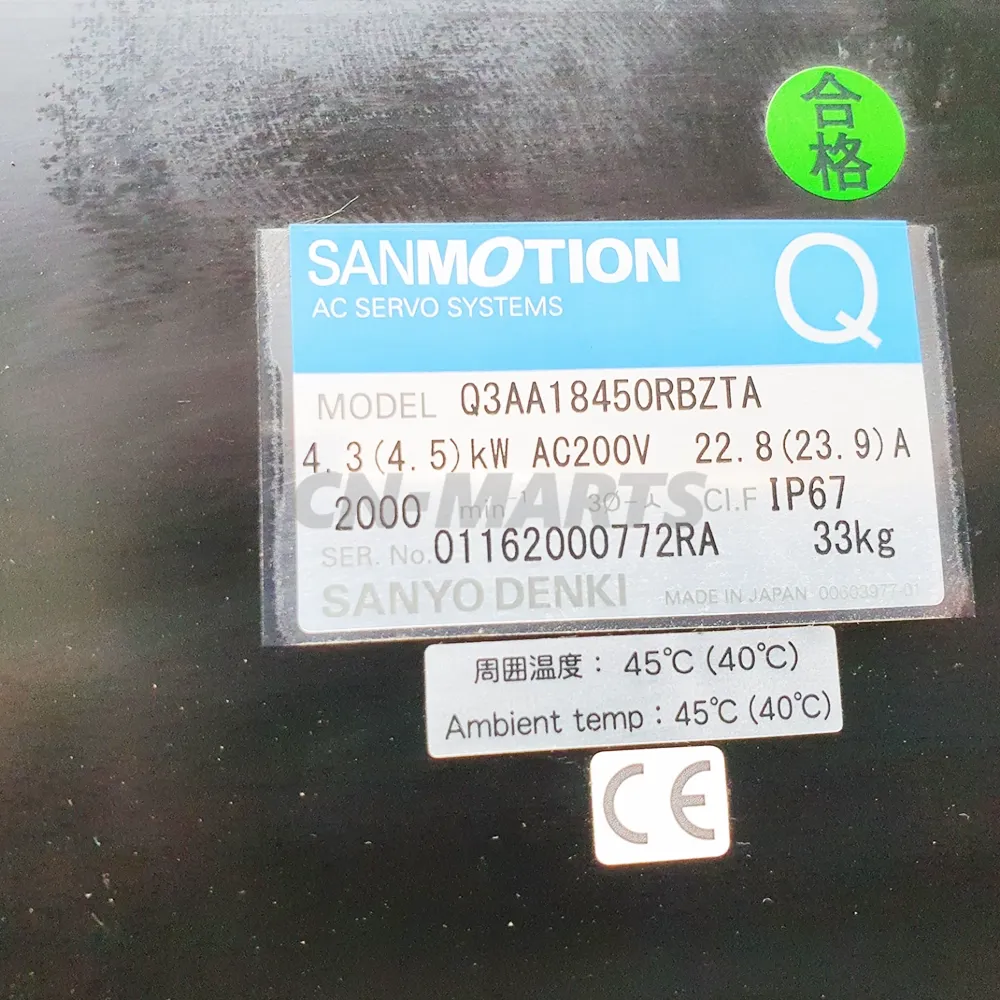 合格
SANMOTION Q
AC SERVO SYSTEMS
MODEL Q3AA18450RBZTA
4.3(4.5)kW AC200V 22.8(23.9)A
CN-MARTS
2000 min⁻¹ 3Ø-人 CI.F IP67
SER. No. 01162000772RA 33kg
SANYO DENKI MADE IN JAPAN 00603977-01
周囲温度: 45℃ (40℃)
Ambient temp : 45℃ (40℃)
CE